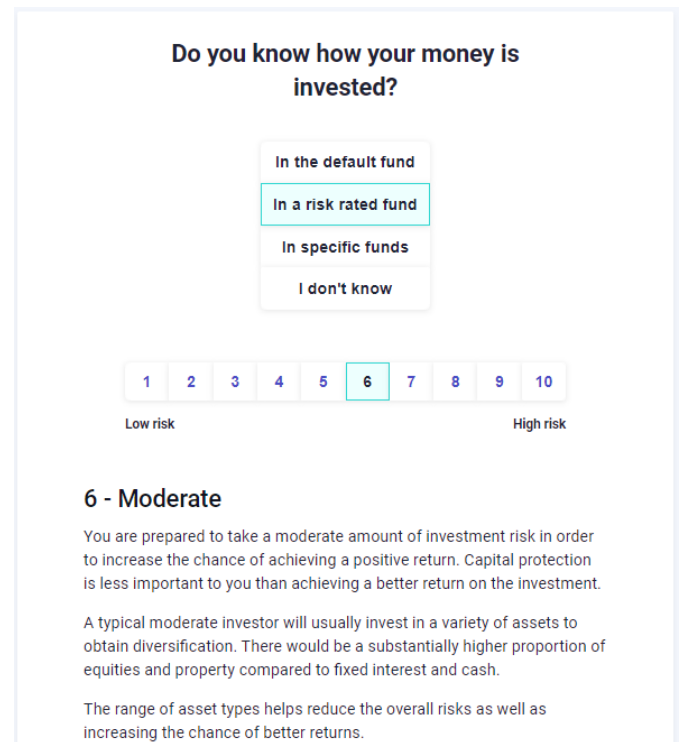 Do you know how your money is
invested?
In the default fund
In a risk rated fund
In specific funds
I don't know
1 2 3 4 5 6 7 8 9 10
Low risk High risk
6 - Moderate
You are prepared to take a moderate amount of investment risk in order
to increase the chance of achieving a positive return. Capital protection
is less important to you than achieving a better return on the investment.
A typical moderate investor will usually invest in a variety of assets to
obtain diversification. There would be a substantially higher proportion of
equities and property compared to fixed interest and cash.
The range of asset types helps reduce the overall risks as well as
increasing the chance of better returns.